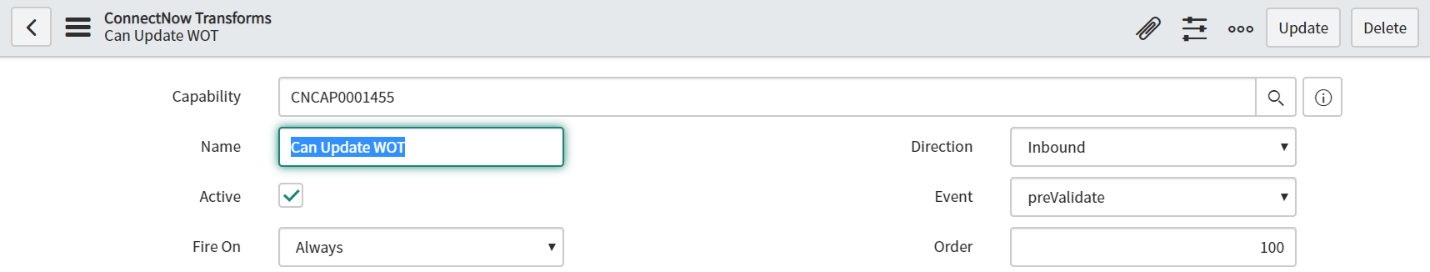 ConnectNow Transforms
Can Update WOT
Update
Delete
Capability
CNCAP0001455
Name
Can Update WOT
Direction
Inbound
Active
Event
preValidate
Fire On
Always
Order
100